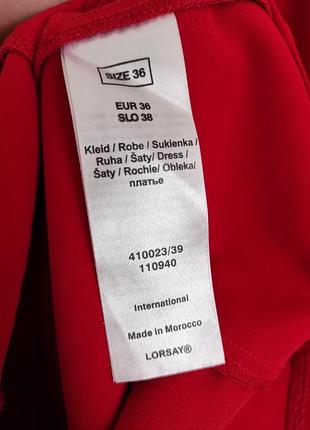 SIZE 36
EUR 36
SLO 38
Kleid / Robe / Sukienka /
Ruha / Šaty/ Dress /
Šaty / Rochie/ Obleka/
платье
410023/39
110940
International
Made in Morocco
LORSAY®